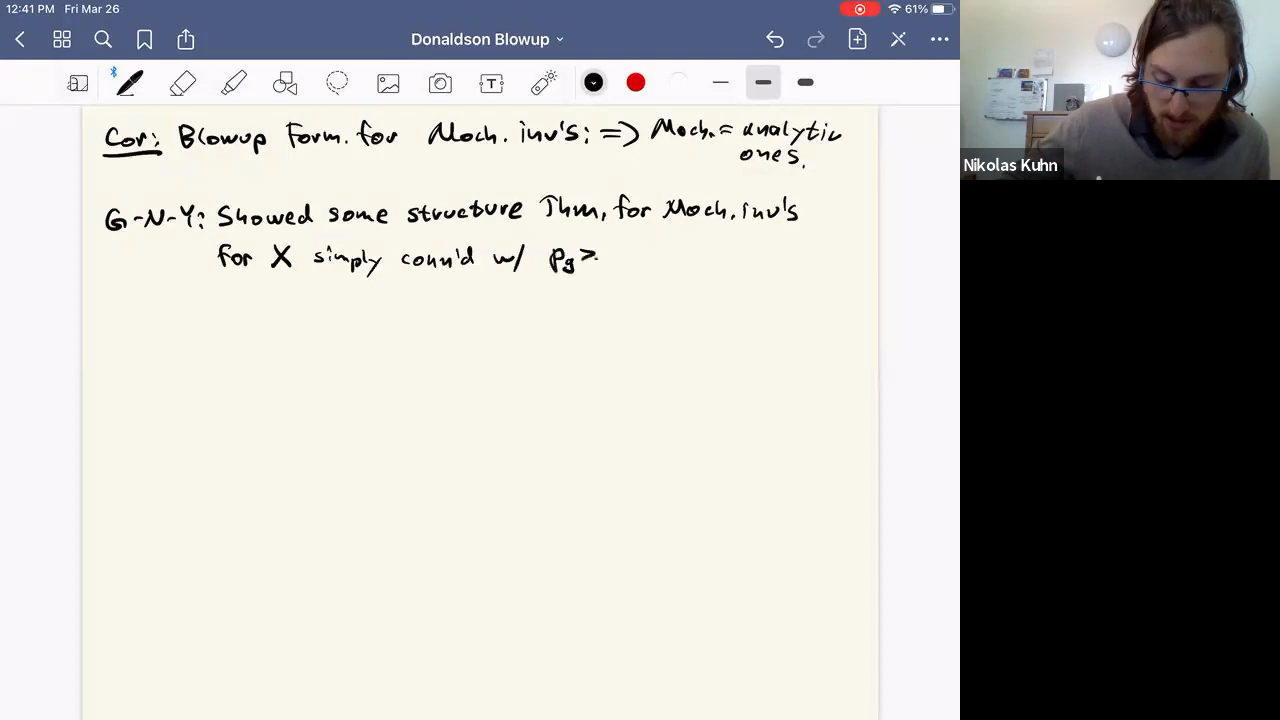 12:41 PM Fri Mar 26
61%
Donaldson Blowup
T
Cor: Blowup Form. for Moch. inv's: => Moch. = analytic
ones.
G-N-Y: Showed some structure Thm, for Moch. inv's
for X simply conn'd w/ pg >
Nikolas Kuhn